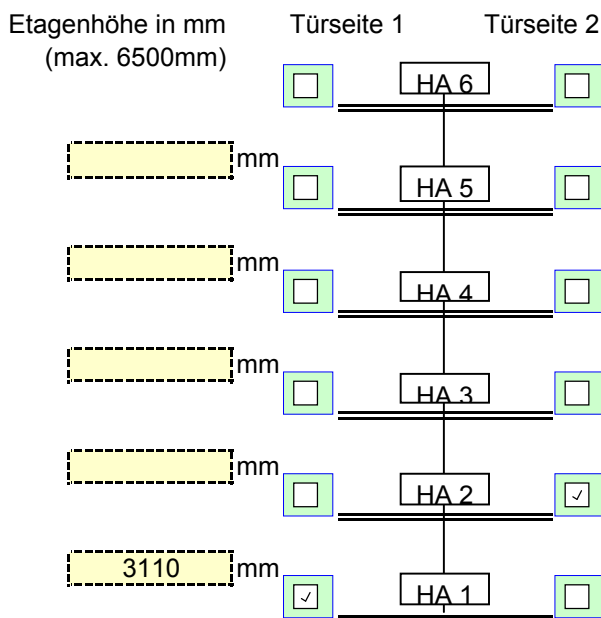 Etagenhöhe in mm Türseite 1 Türseite 2
(max. 6500mm)
HA 6
mm
HA 5
mm
HA 4
mm
HA 3
mm
HA 2
3110 mm
HA 1